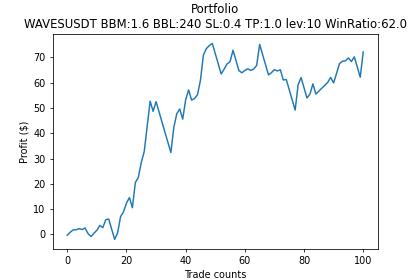 Portfolio
WAVESUSDT BBM:1.6 BBL:240 SL:0.4 TP:1.0 lev:10 WinRatio:62.0
70
60
50
40
30
20
10
0
Profit ($)
0 20 40 60 80 100
Trade counts